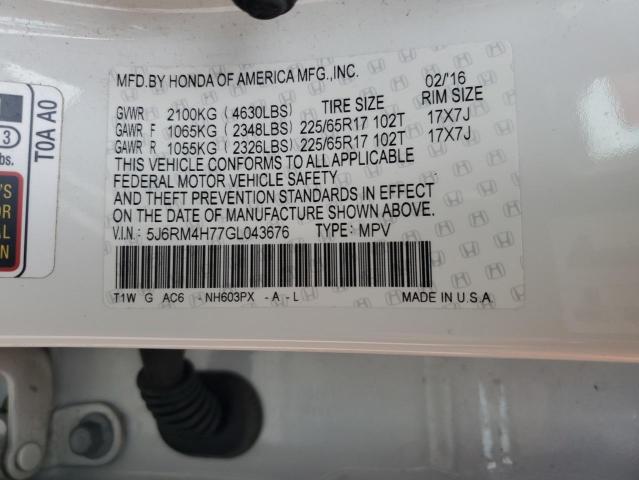 MFD.BY HONDA OF AMERICA MFG.,INC. 02/'16
GVWR 2100KG ( 4630LBS) TIRE SIZE RIM SIZE
GAWR F 1065KG ( 2348LBS) 225/65R17 102T 17X7J
GAWR R 1055KG ( 2326LBS) 225/65R17 102T 17X7J
THIS VEHICLE CONFORMS TO ALL APPLICABLE
FEDERAL MOTOR VEHICLE SAFETY
AND THEFT PREVENTION STANDARDS IN EFFECT
ON THE DATE OF MANUFACTURE SHOWN ABOVE.
V.I.N: 5J6RM4H77GL043676 TYPE: MPV
T1W G AC6 - NH603PX - A - L MADE IN U.S.A
T0A A0
3
lbs.